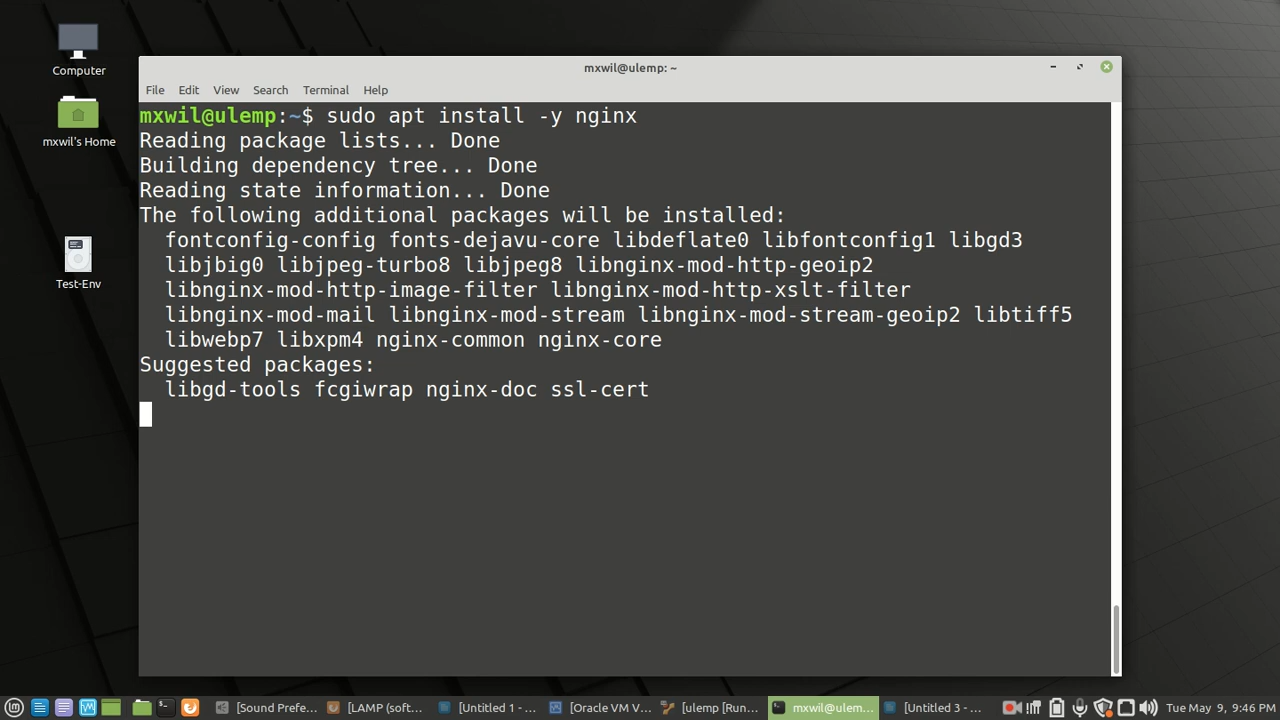 Computer
mxwil's Home
Test-Env
mxwil@ulemp: ~
File Edit View Search Terminal Help
mxwil@ulemp:~$ sudo apt install -y nginx
Reading package lists... Done
Building dependency tree... Done
Reading state information... Done
The following additional packages will be installed:
fontconfig-config fonts-dejavu-core libdeflate0 libfontconfig1 libgd3
libjbig0 libjpeg-turbo8 libjpeg8 libnginx-mod-http-geoip2
libnginx-mod-http-image-filter libnginx-mod-http-xslt-filter
libnginx-mod-mail libnginx-mod-stream libnginx-mod-stream-geoip2 libtiff5
libwebp7 libxpm4 nginx-common nginx-core
Suggested packages:
libgd-tools fcgiwrap nginx-doc ssl-cert
[Sound Prefe... [LAMP (soft... [Untitled 1 - ... [Oracle VM V... [ulemp [Run... mxwil@ulem... [Untitled 3 - ... Tue May 9, 9:46 PM